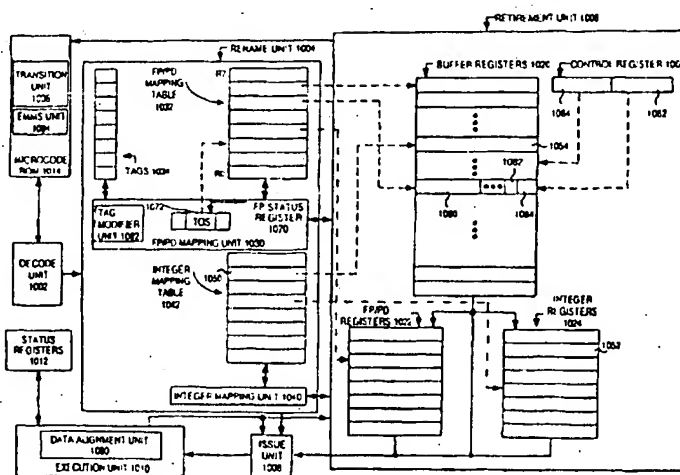 RETIREMENT UNIT 1006
RENAME UNIT 1004
BUFFER REGISTERS 1020
CONTROL REGISTER
1064
1062
TRANSITION
UNIT
1036
EMMS UNIT
MICROCODE
ROM 1014
FP/PD
MAPPING
TABLE
1032
R7
R0
TAGS 1034
1054
1082
1080
1084
1072
TOS
FP STATUS
REGISTER
1070
TAG
MODIFIER
UNIT 1092
FP/PD MAPPING UNIT 1030
DECODE
UNIT
1002
1050
INTEGER
MAPPING
TABLE
1042
FP/PD
REGISTERS 1022
INTEGER
REGISTERS
1024
1052
STATUS
REGISTERS
1012
INTEGER MAPPING UNIT 1040
DATA ALIGNMENT UNIT
1090
EXECUTION UNIT 1010
ISSUE
UNIT
1008